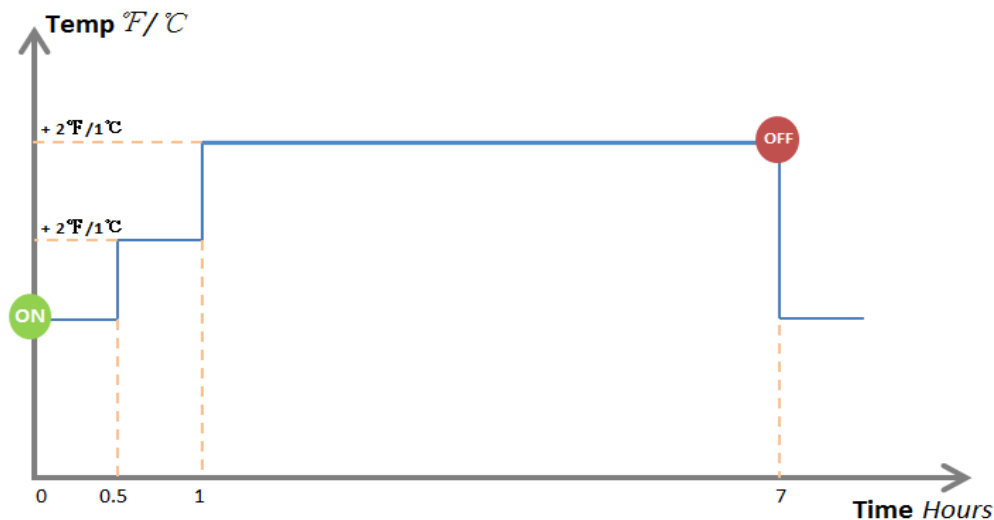 Temp ℉/ ℃
+ 2℉/1℃
OFF
+ 2℉/1℃
ON
0 0.5 1 7
Time Hours